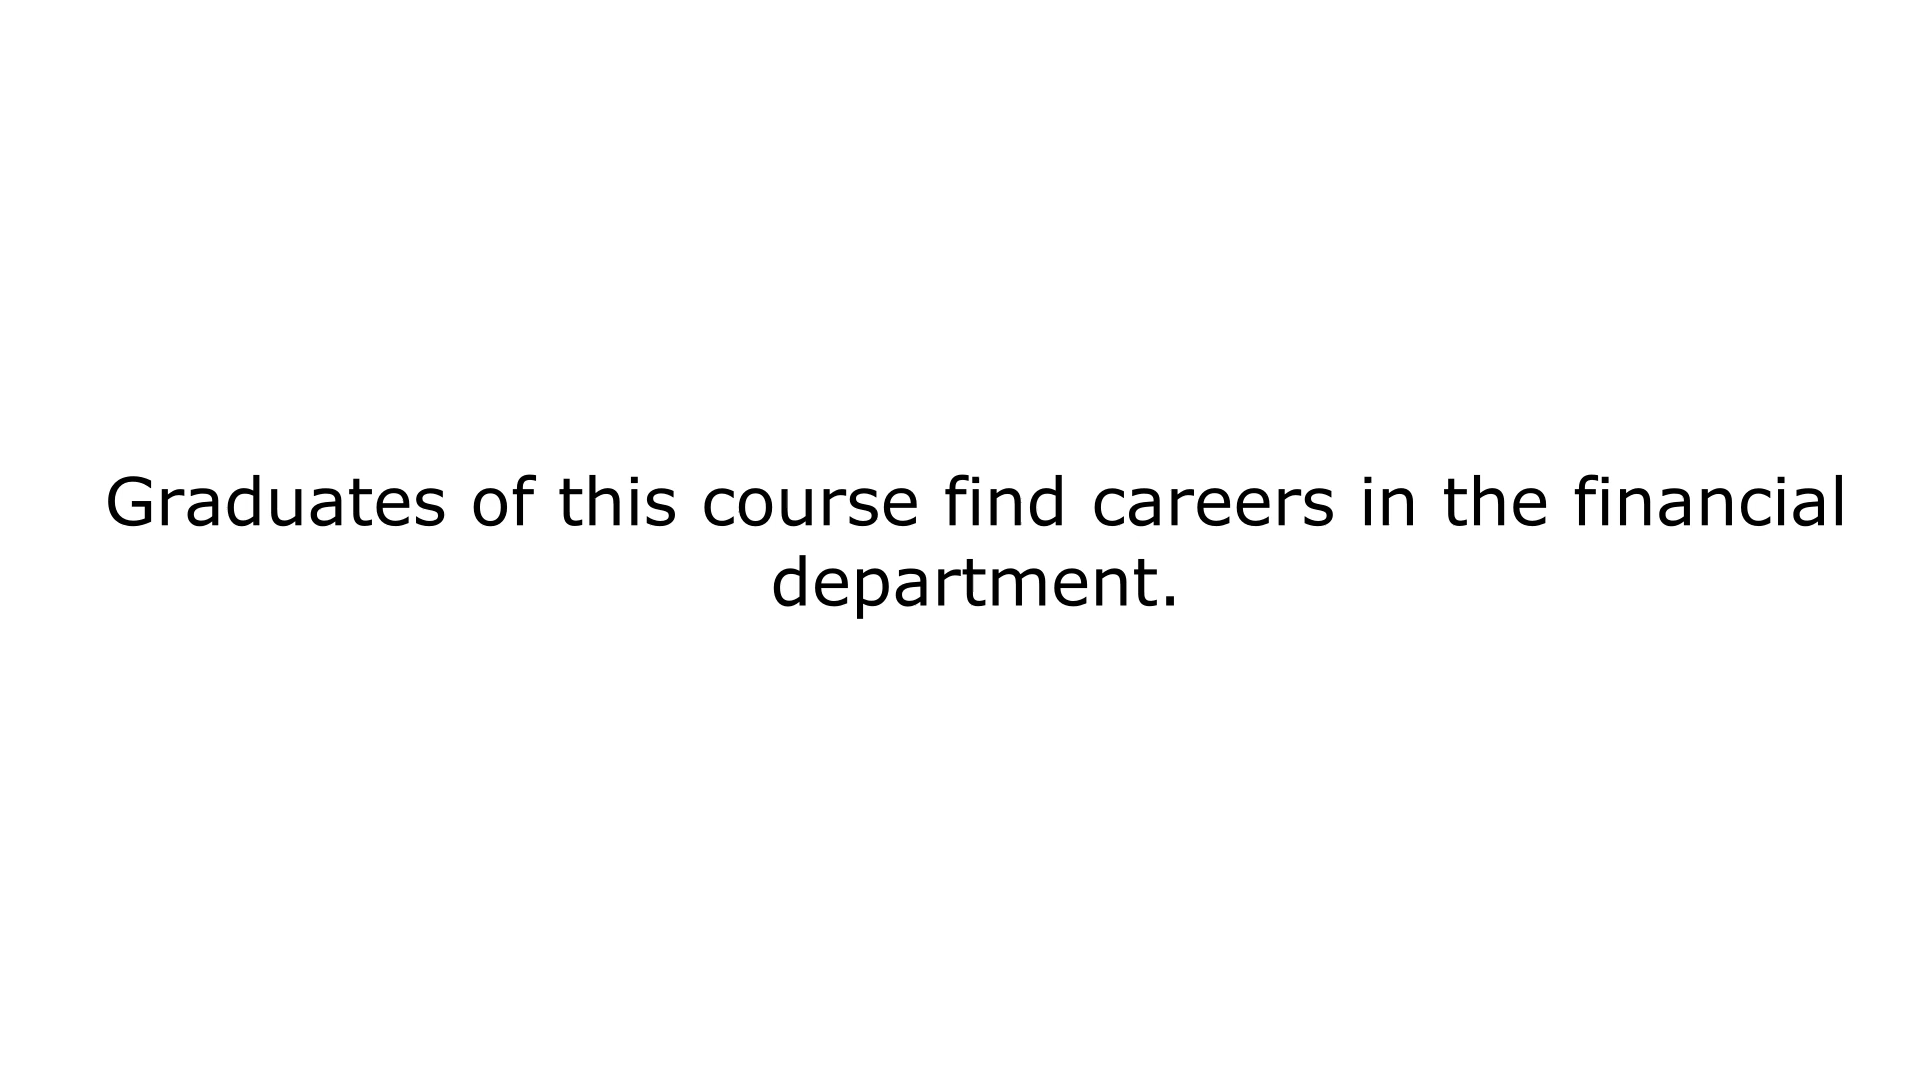 Graduates of this course find careers in the financial
department.